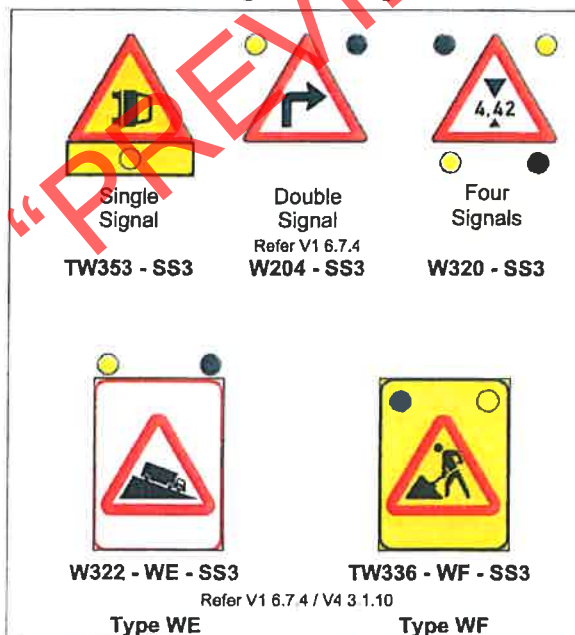 "PREVI
4,42
Single
Signal
TW353 - SS3
Double
Signal
Refer V1 6.7.4
W204 - SS3
Four
Signals
W320 - SS3
W322 - WE - SS3
TW336 - WF - SS3
Refer V1 6.7.4 / V4 3.1.10
Type WE
Type WF